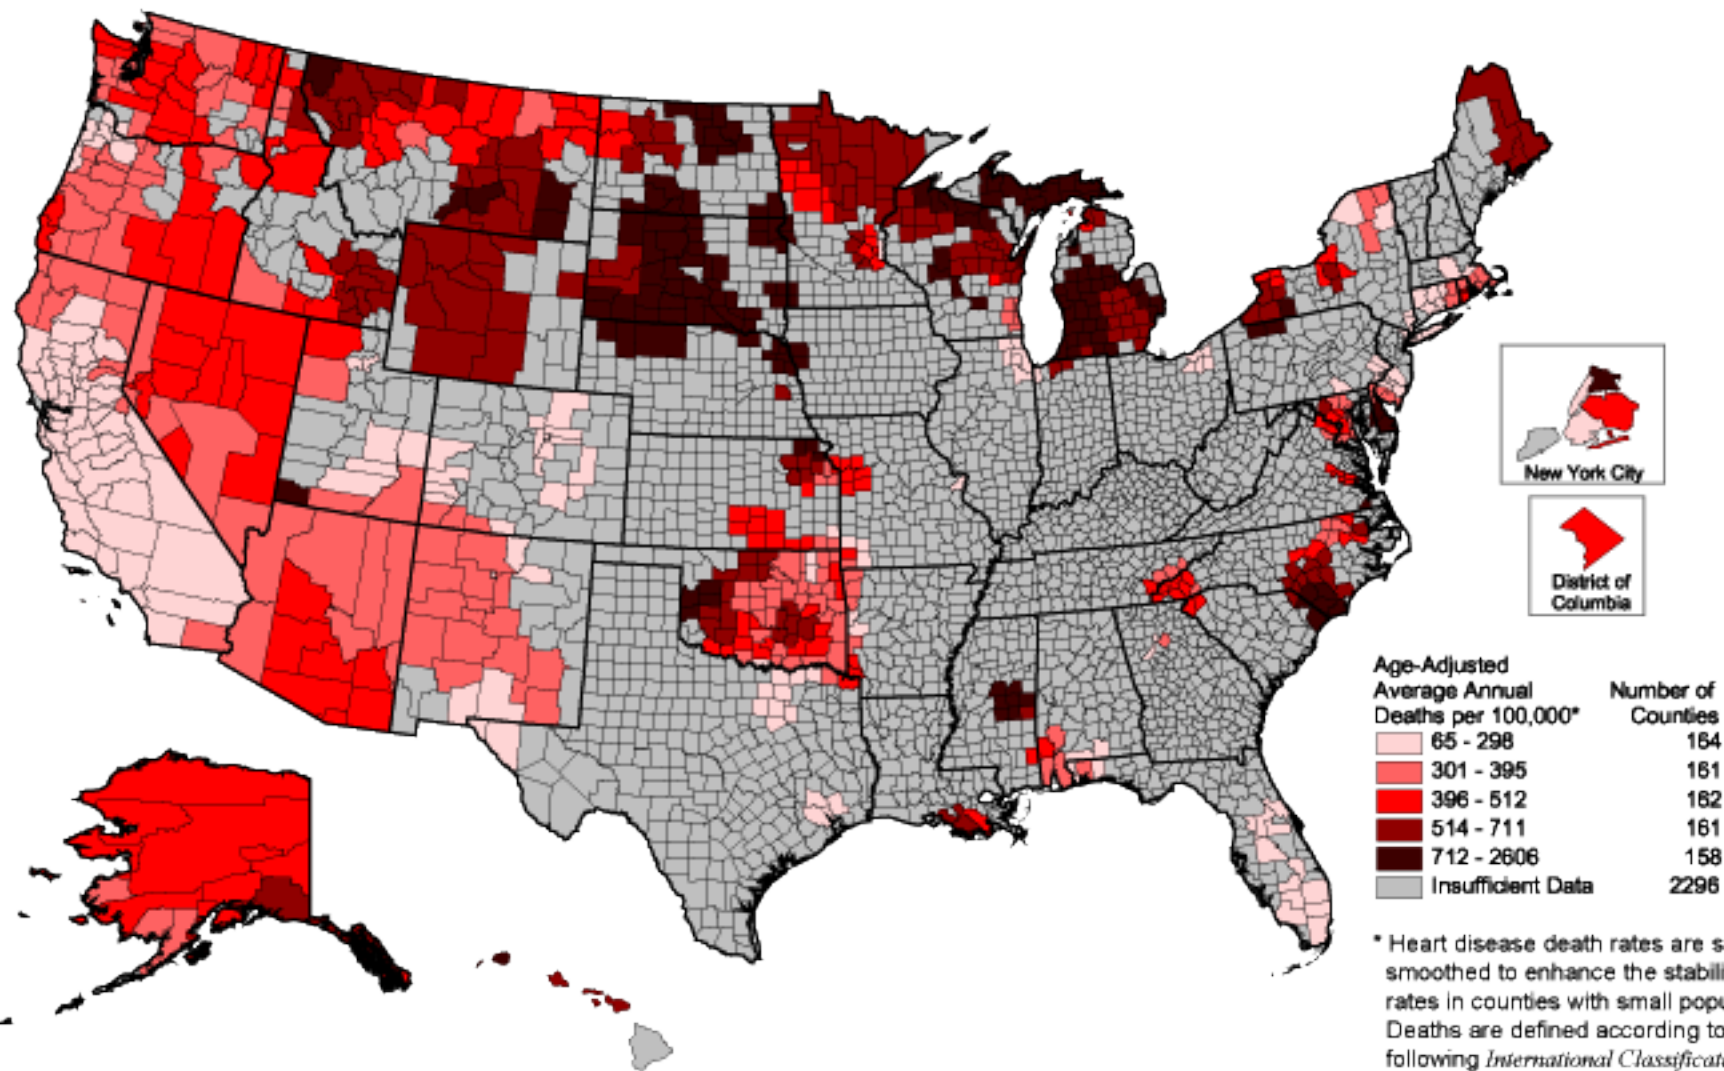 New York City
District of
Columbia
Age-Adjusted
Average Annual Number of
Deaths per 100,000* Counties
65 - 298 164
301 - 395 161
396 - 512 162
514 - 711 161
712 - 2606 158
Insufficient Data 2296
* Heart disease death rates are s
smoothed to enhance the stabili
rates in counties with small popu
Deaths are defined according to
following International Classificat